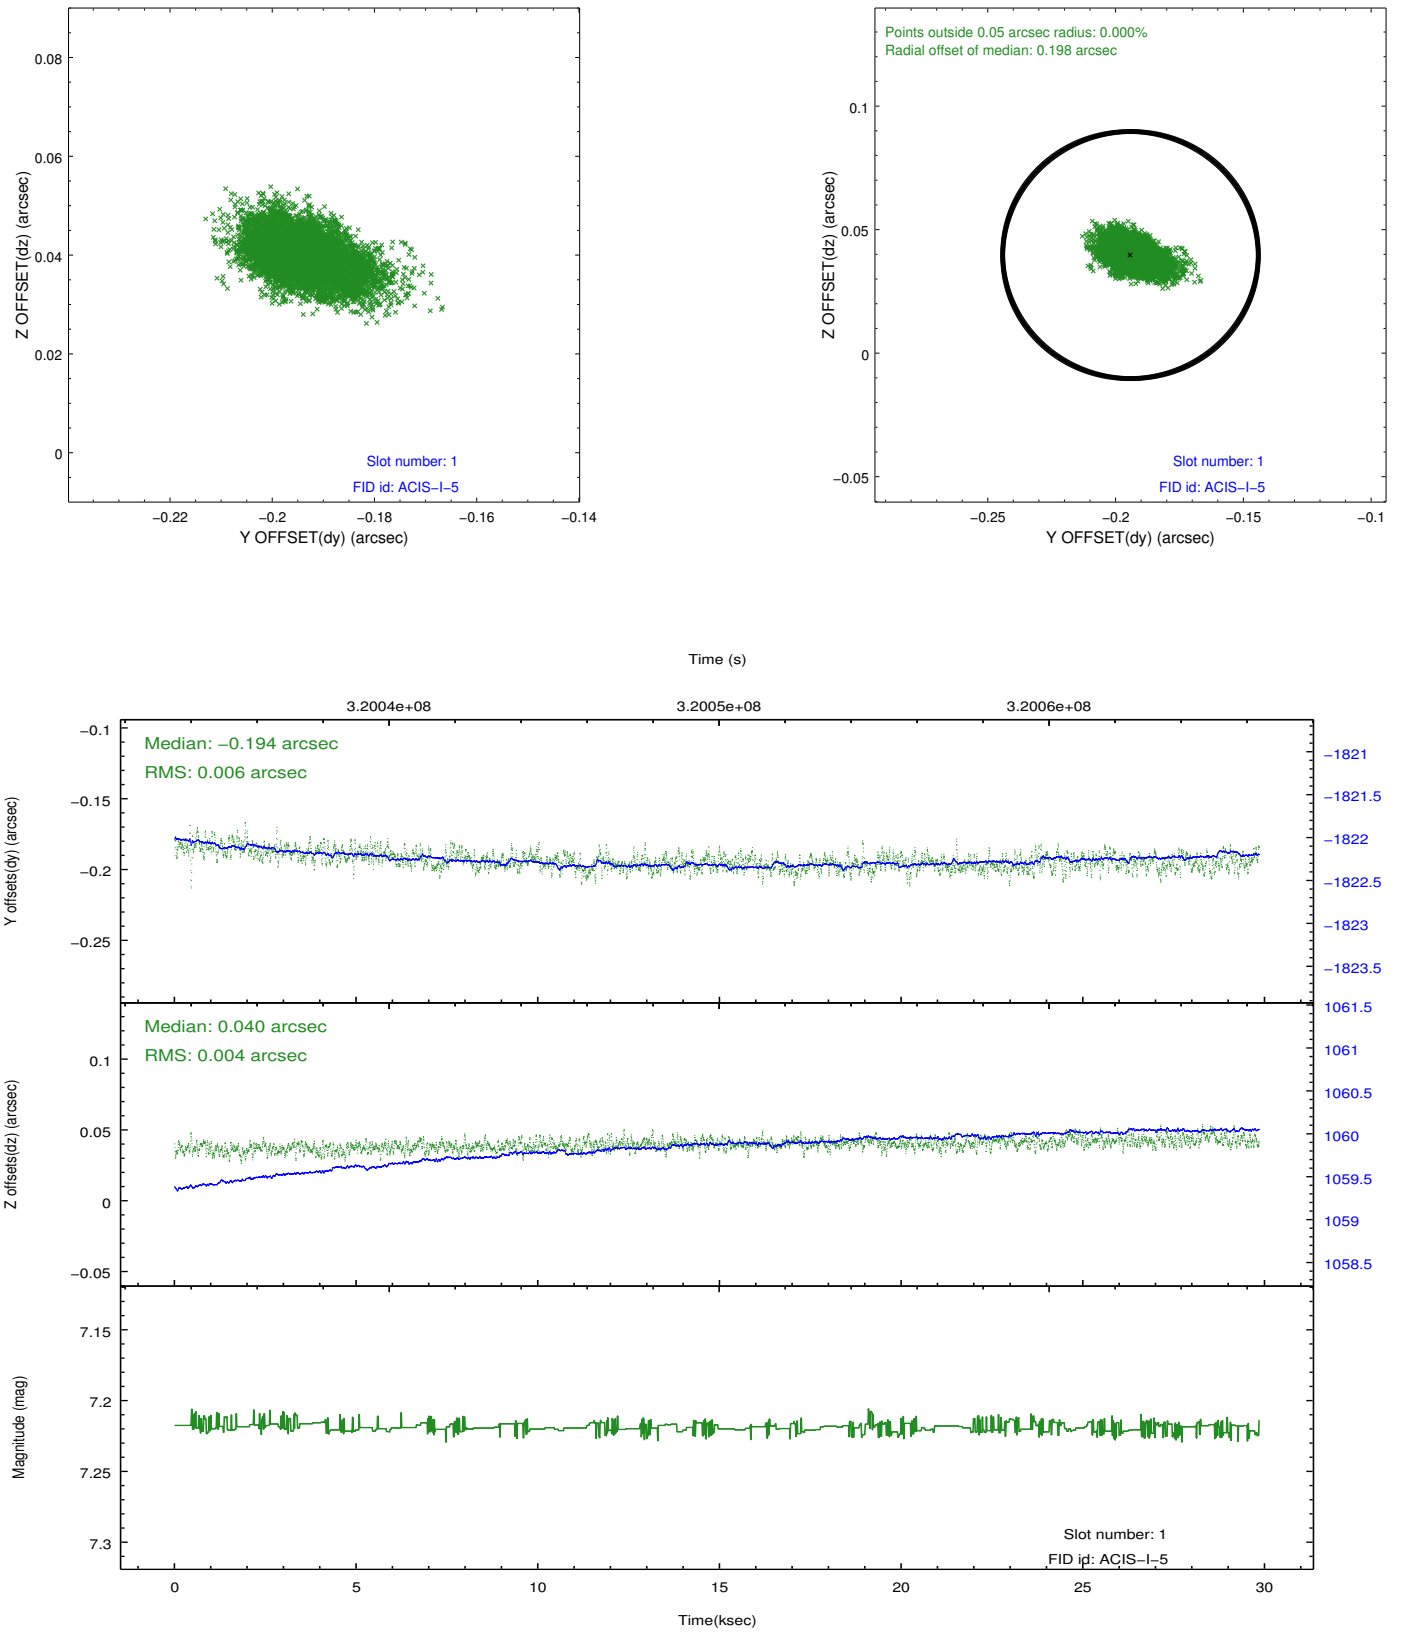 0.08
0.06
0.04
0.02
0
Z OFFSET(dz) (arcsec)
Slot number: 1
FID id: ACIS−I−5
−0.22
−0.2
−0.18
−0.16
−0.14
Y OFFSET(dy) (arcsec)
Points outside 0.05 arcsec radius: 0.000%
Radial offset of median: 0.198 arcsec
0.1
0.05
0
−0.05
Z OFFSET(dz) (arcsec)
Slot number: 1
FID id: ACIS−I−5
−0.25
−0.2
−0.15
−0.1
Y OFFSET(dy) (arcsec)
Time (s)
3.2004e+08
3.2005e+08
3.2006e+08
Median: −0.194 arcsec
RMS: 0.006 arcsec
−0.1
−0.15
−0.2
−0.25
Y offsets(dy) (arcsec)
−1821
−1821.5
−1822
−1822.5
−1823
−1823.5
Median: 0.040 arcsec
RMS: 0.004 arcsec
0.1
0.05
0
−0.05
Z offsets(dz) (arcsec)
1061.5
1061
1060.5
1060
1059.5
1059
1058.5
7.15
7.2
7.25
7.3
Magnitude (mag)
Slot number: 1
FID id: ACIS−I−5
0
5
10
15
20
25
30
Time(ksec)